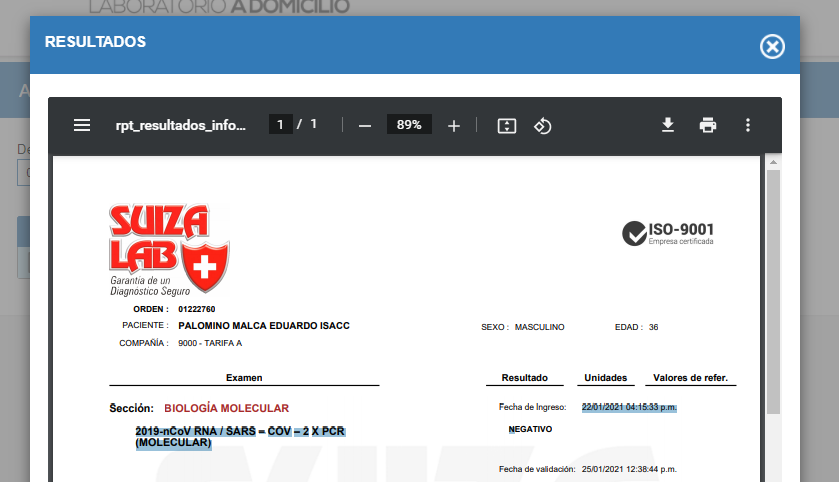 LABORATORIO A DOMICILIO
RESULTADOS
rpt_resultados_info... 1 / 1 89%
SUIZA
LAB
Garantía de un
Diagnóstico Seguro
ISO-9001
Empresa certificada
ORDEN : 01222760
PACIENTE : PALOMINO MALCA EDUARDO ISACC SEXO : MASCULINO EDAD : 36
COMPAÑÍA : 9000 - TARIFA A
Examen Resultado Unidades Valores de refer.
Sección: BIOLOGÍA MOLECULAR Fecha de Ingreso: 22/01/2021 04:15:33 p.m.
2019-nCoV RNA / SARS – COV – 2 X PCR NEGATIVO
(MOLECULAR)
Fecha de validación: 25/01/2021 12:38:44 p.m.